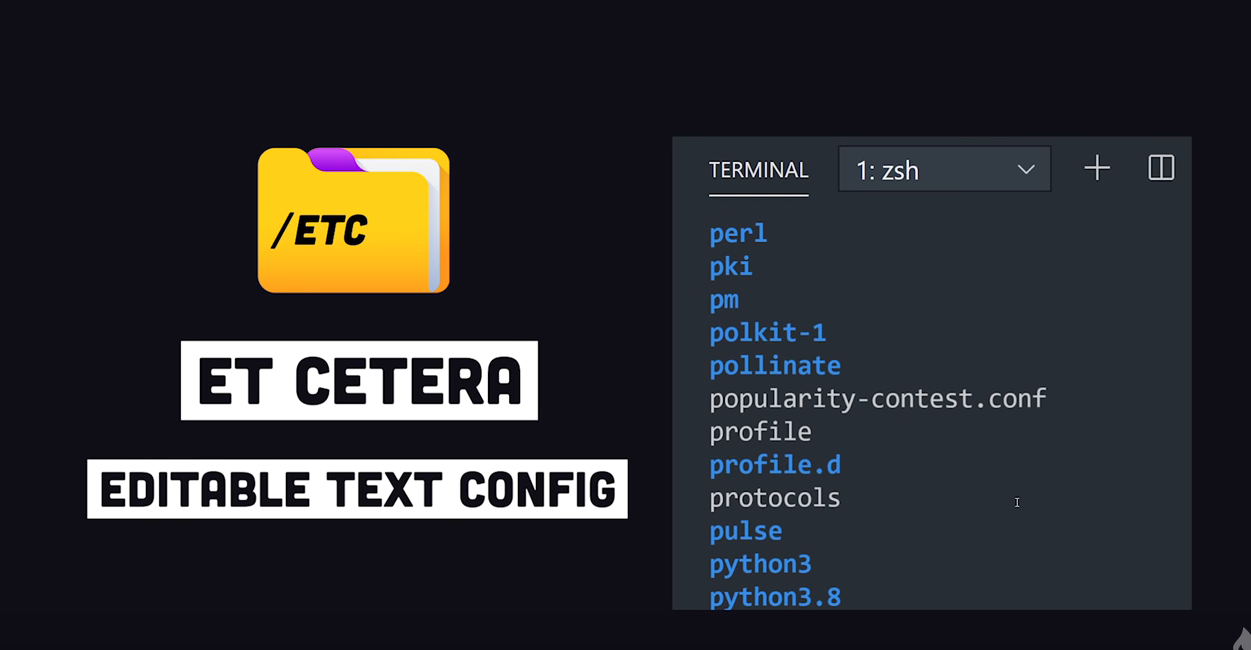 /ETC
ET CETERA
EDITABLE TEXT CONFIG
TERMINAL
1: zsh
perl
pki
pm
polkit-1
pollinate
popularity-contest.conf
profile
profile.d
protocols
pulse
python3
python3.8